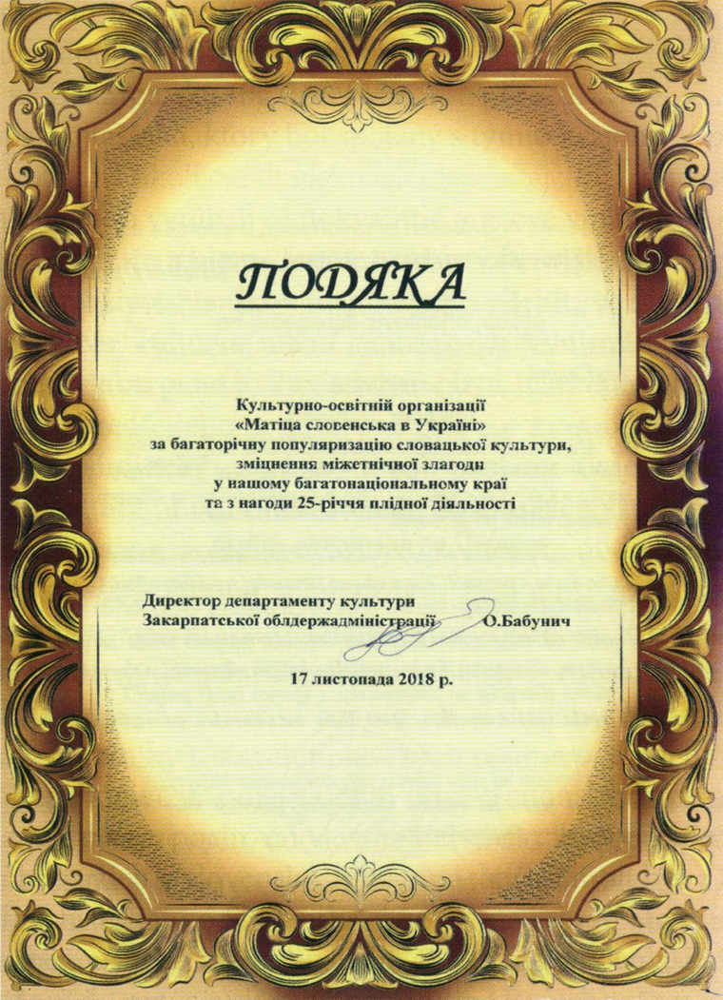 ПОДЯКА
Культурно-освітній організації
«Матіца словенська в Україні»
за багаторічну популяризацію словацької культури,
зміцнення міжетнічної злагоди
у нашому багатонаціональному краї
та з нагоди 25-річчя плідної діяльності
Директор департаменту культури
Закарпатської облдержадміністрації О.Бабунич
17 листопада 2018 р.